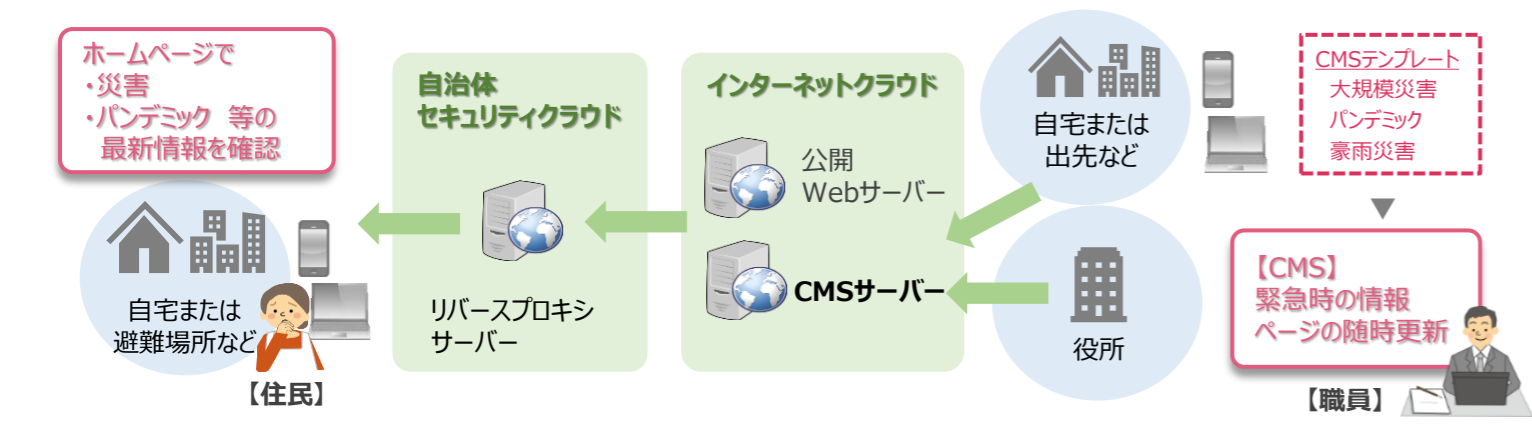 ホームページで
・災害
・パンデミック 等の
最新情報を確認
自宅または
避難場所など
【住民】
自治体
セキュリティクラウド
リバースプロキシ
サーバー
インターネットクラウド
公開
Webサーバー
CMSサーバー
自宅または
出先など
役所
CMSテンプレート
大規模災害
パンデミック
豪雨災害
【CMS】
緊急時の情報
ページの随時更新
【職員】